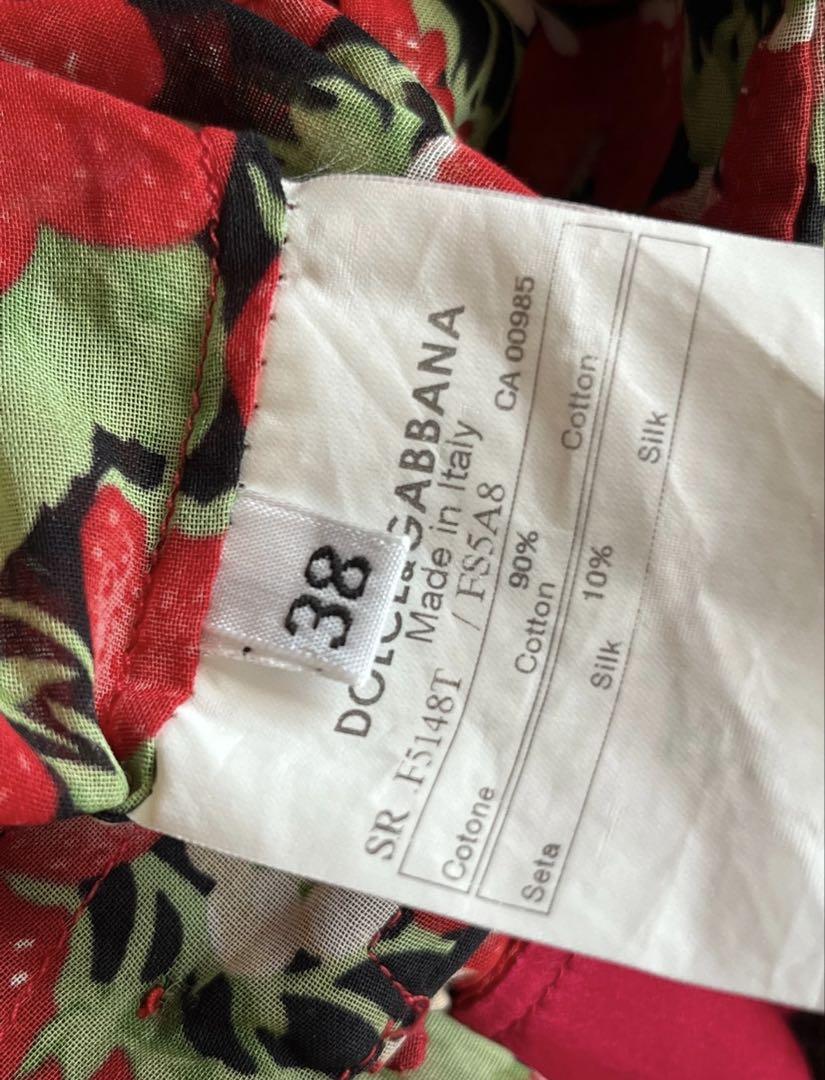 38
DOLCE&GABBANA
Made in Italy
SR .F5148T / FS5A8 CA 00985
Cotone 90% Cotton Cotton
Seta 10% Silk Silk